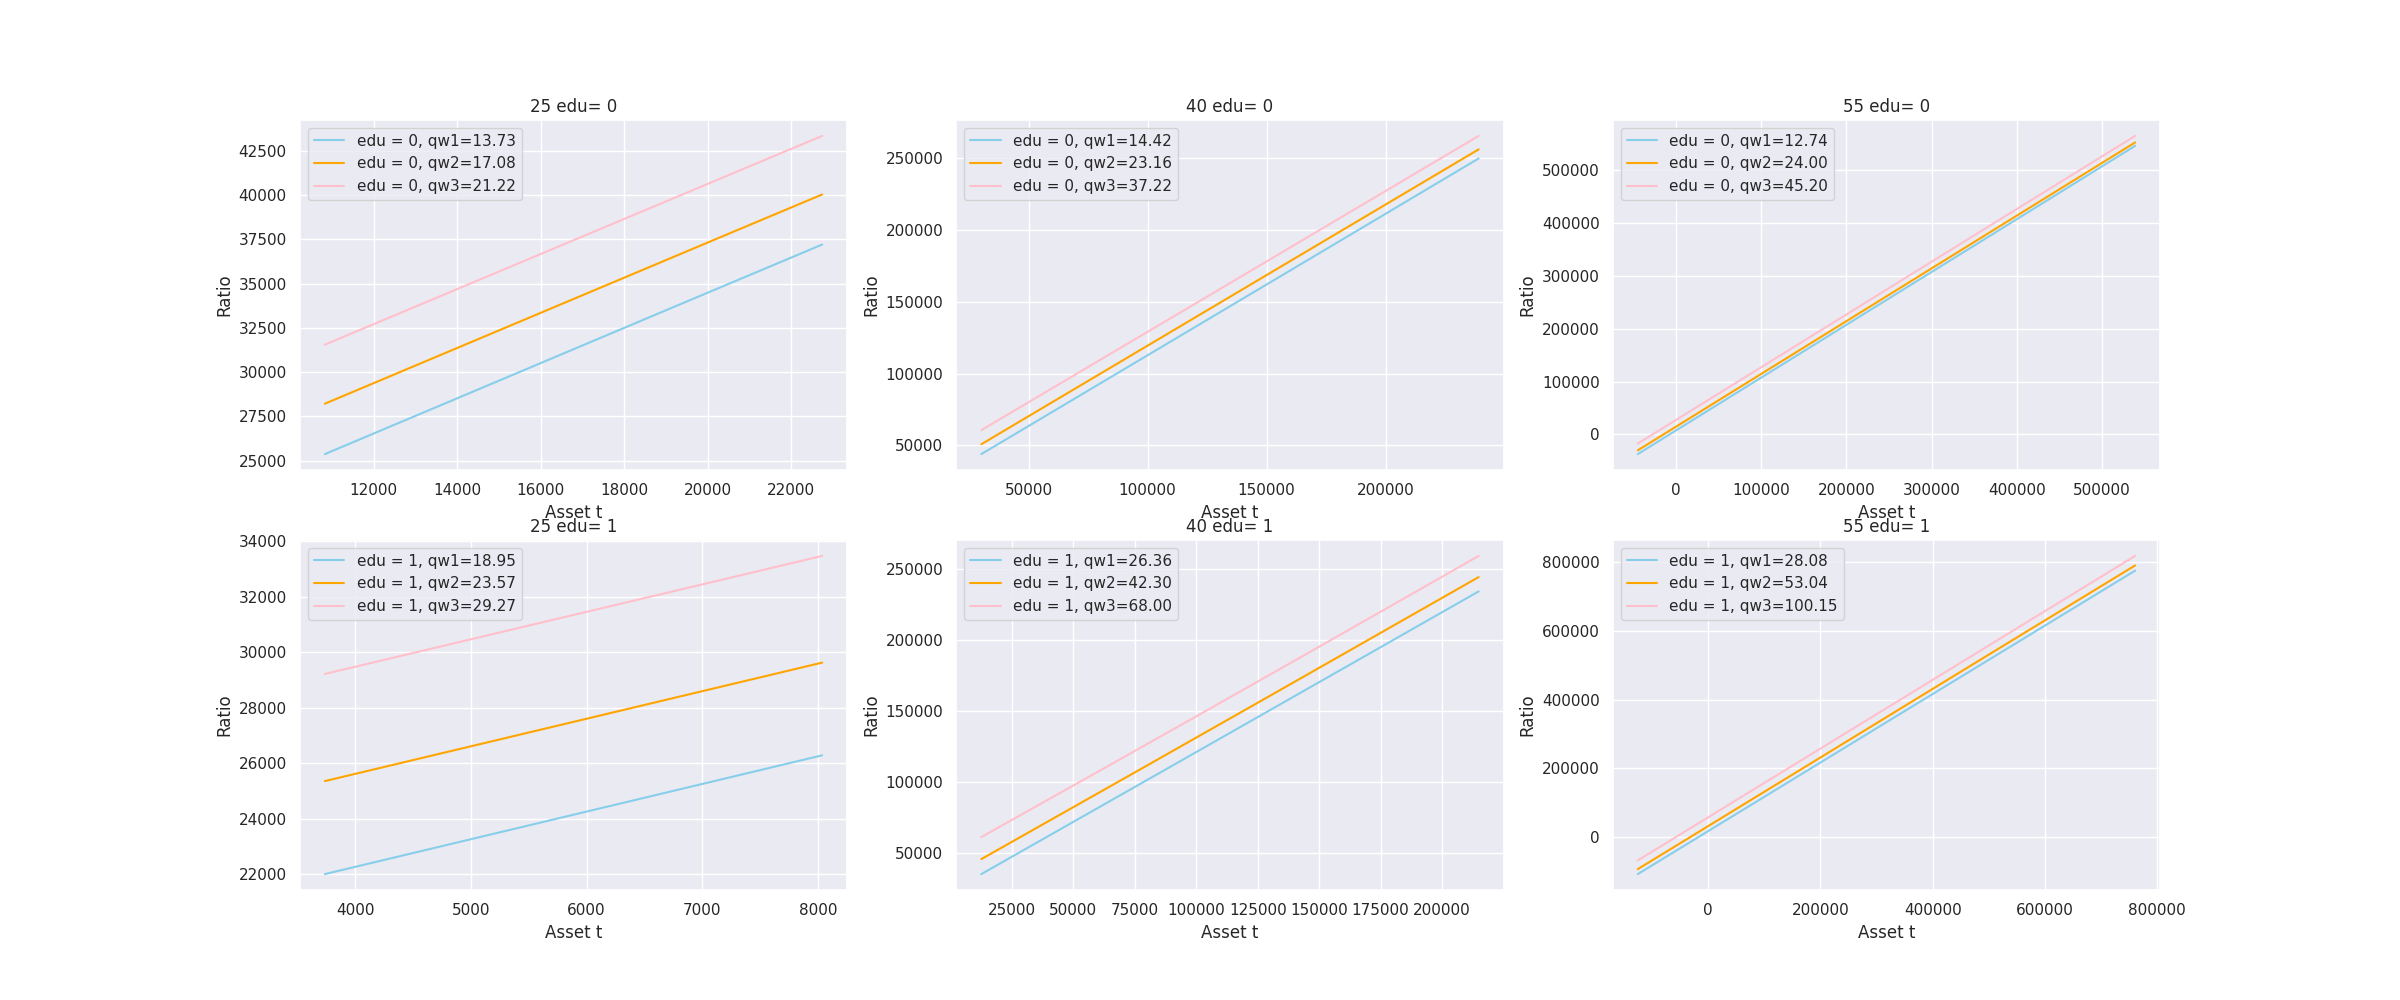 25 edu= 0
edu = 0, qw1=13.73
edu = 0, qw2=17.08
edu = 0, qw3=21.22
42500
40000
37500
35000
32500
30000
27500
25000
Ratio
12000 14000 16000 18000 20000 22000
Asset t
40 edu= 0
edu = 0, qw1=14.42
edu = 0, qw2=23.16
edu = 0, qw3=37.22
250000
200000
150000
100000
50000
Ratio
50000 100000 150000 200000
Asset t
55 edu= 0
edu = 0, qw1=12.74
edu = 0, qw2=24.00
edu = 0, qw3=45.20
500000
400000
300000
200000
100000
0
Ratio
0 100000 200000 300000 400000 500000
Asset t
25 edu= 1
edu = 1, qw1=18.95
edu = 1, qw2=23.57
edu = 1, qw3=29.27
34000
32000
30000
28000
26000
24000
22000
Ratio
4000 5000 6000 7000 8000
Asset t
40 edu= 1
edu = 1, qw1=26.36
edu = 1, qw2=42.30
edu = 1, qw3=68.00
250000
200000
150000
100000
50000
Ratio
25000 50000 75000 100000 125000 150000 175000 200000
Asset t
55 edu= 1
edu = 1, qw1=28.08
edu = 1, qw2=53.04
edu = 1, qw3=100.15
800000
600000
400000
200000
0
Ratio
0 200000 400000 600000 800000
Asset t